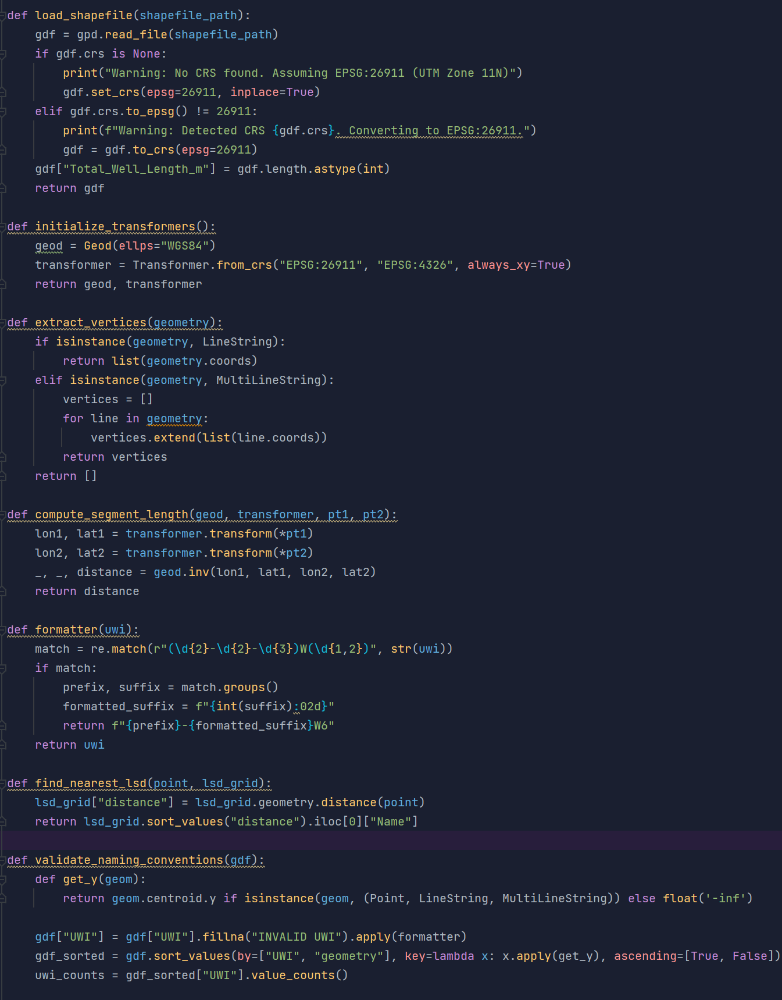 def load_shapefile(shapefile_path):
    gdf = gpd.read_file(shapefile_path)
    if gdf.crs is None:
        print("Warning: No CRS found. Assuming EPSG:26911 (UTM Zone 11N)")
        gdf.set_crs(epsg=26911, inplace=True)
    elif gdf.crs.to_epsg() != 26911:
        print(f"Warning: Detected CRS {gdf.crs}. Converting to EPSG:26911.")
        gdf = gdf.to_crs(epsg=26911)
    gdf["Total_Well_Length_m"] = gdf.length.astype(int)
    return gdf

def initialize_transformers():
    geod = Geod(ellps="WGS84")
    transformer = Transformer.from_crs("EPSG:26911", "EPSG:4326", always_xy=True)
    return geod, transformer

def extract_vertices(geometry):
    if isinstance(geometry, LineString):
        return list(geometry.coords)
    elif isinstance(geometry, MultiLineString):
        vertices = []
        for line in geometry:
            vertices.extend(list(line.coords))
        return vertices
    return []

def compute_segment_length(geod, transformer, pt1, pt2):
    lon1, lat1 = transformer.transform(*pt1)
    lon2, lat2 = transformer.transform(*pt2)
    _, _, distance = geod.inv(lon1, lat1, lon2, lat2)
    return distance

def formatter(uwi):
    match = re.match(r"(\d{2}-\d{2}-\d{3})W(\d{1,2})", str(uwi))
    if match:
        prefix, suffix = match.groups()
        formatted_suffix = f"{int(suffix):02d}"
        return f"{prefix}-{formatted_suffix}W6"
    return uwi

def find_nearest_lsd(point, lsd_grid):
    lsd_grid["distance"] = lsd_grid.geometry.distance(point)
    return lsd_grid.sort_values("distance").iloc[0]["Name"]

def validate_naming_conventions(gdf):
    def get_y(geom):
        return geom.centroid.y if isinstance(geom, (Point, LineString, MultiLineString)) else float('-inf')

    gdf["UWI"] = gdf["UWI"].fillna("INVALID UWI").apply(formatter)
    gdf_sorted = gdf.sort_values(by=["UWI", "geometry"], key=lambda x: x.apply(get_y), ascending=[True, False])
    uwi_counts = gdf_sorted["UWI"].value_counts()